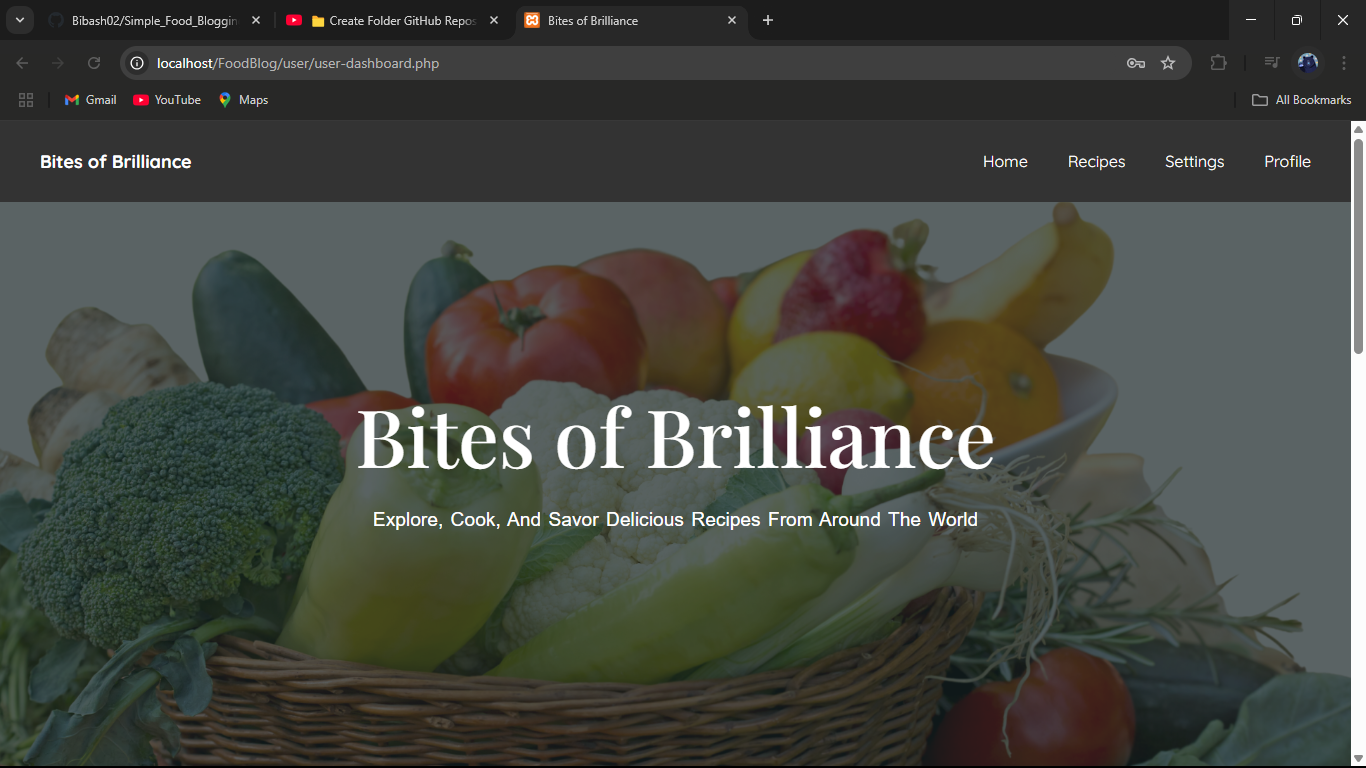 Bibash02/Simple_Food_Bloggin
Create Folder GitHub Repos
Bites of Brilliance
localhost/FoodBlog/user/user-dashboard.php
Gmail
YouTube
Maps
All Bookmarks
Bites of Brilliance
Home
Recipes
Settings
Profile
Bites of Brilliance
Explore, Cook, And Savor Delicious Recipes From Around The World